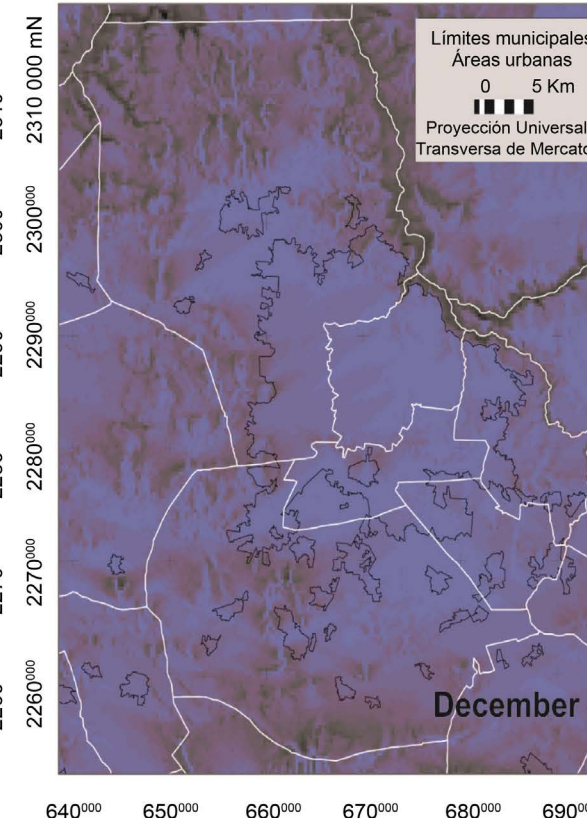 Límites municipales
Áreas urbanas
0 5 Km
Proyección Universal
Transversa de Mercato
2310 000 mN
2300000
2290000
2280000
2270000
2260000
December
640000 650000 660000 670000 680000 69000